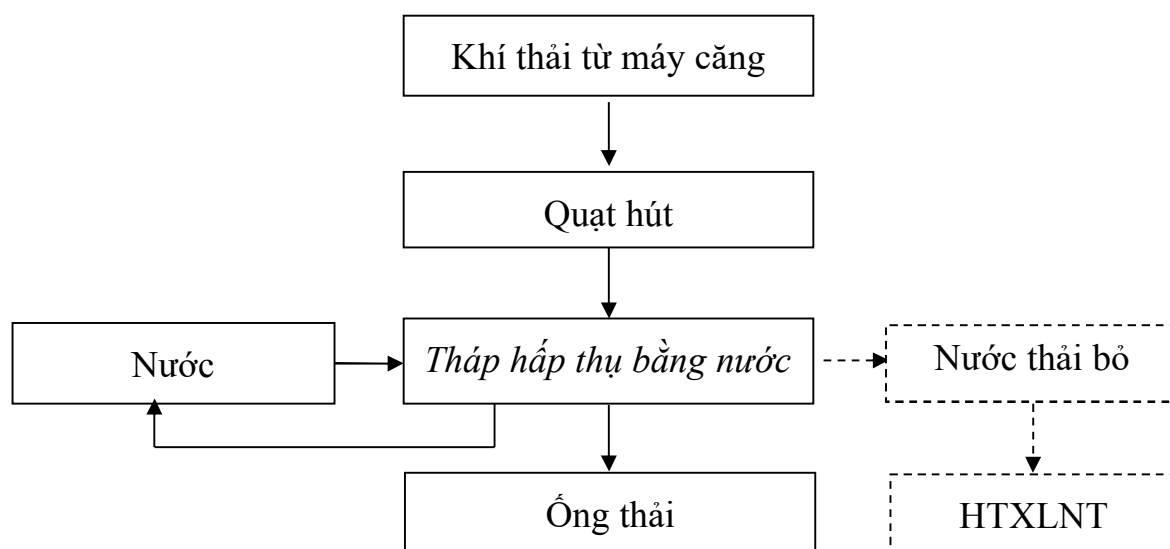 Khí thải từ máy căng
Quạt hút
Nước
Tháp hấp thụ bằng nước
Nước thải bỏ
Ống thải
HTXLNT